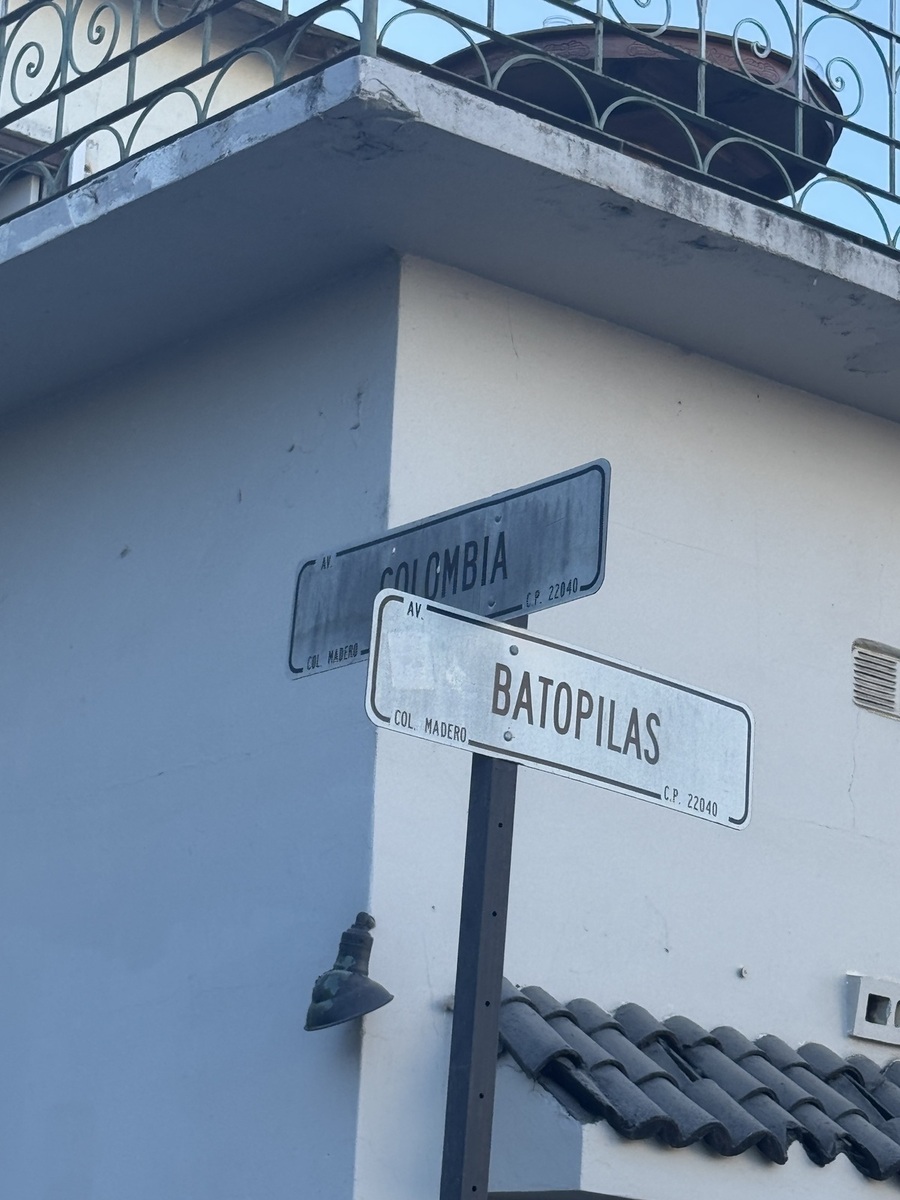 AV.
COLOMBIA
COL. MADERO
C.P. 22040
AV.
BATOPILAS
COL. MADERO
C.P. 22040